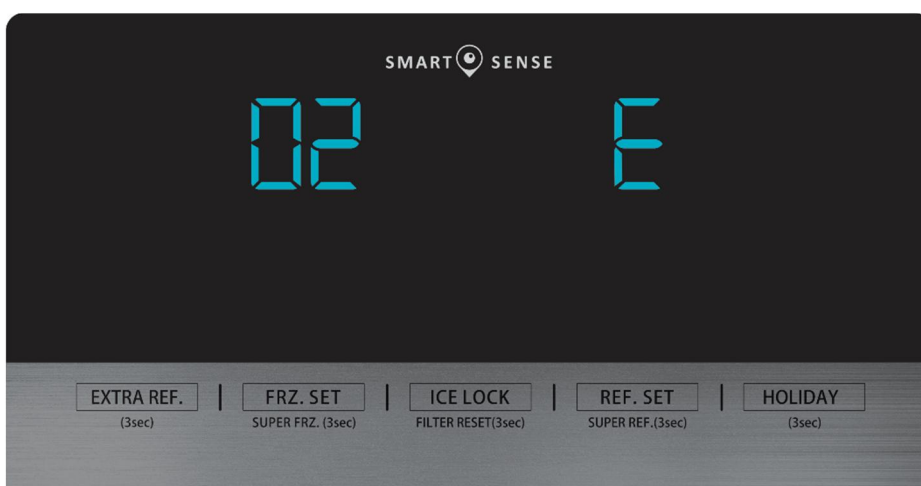 SMART SENSE
02 E
EXTRA REF. | FRZ. SET | ICE LOCK | REF. SET | HOLIDAY
(3sec) SUPER FRZ. (3sec) FILTER RESET(3sec) SUPER REF.(3sec) (3sec)